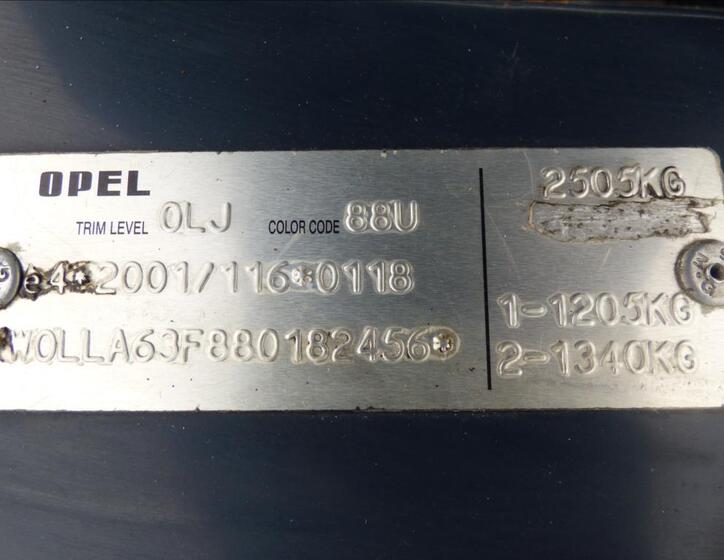 OPEL
TRIM LEVEL 0LJ COLOR CODE 88U
e4*2001/116*0118
W0LLA63F880182456*
2505KG
1-1205KG
2-1340KG